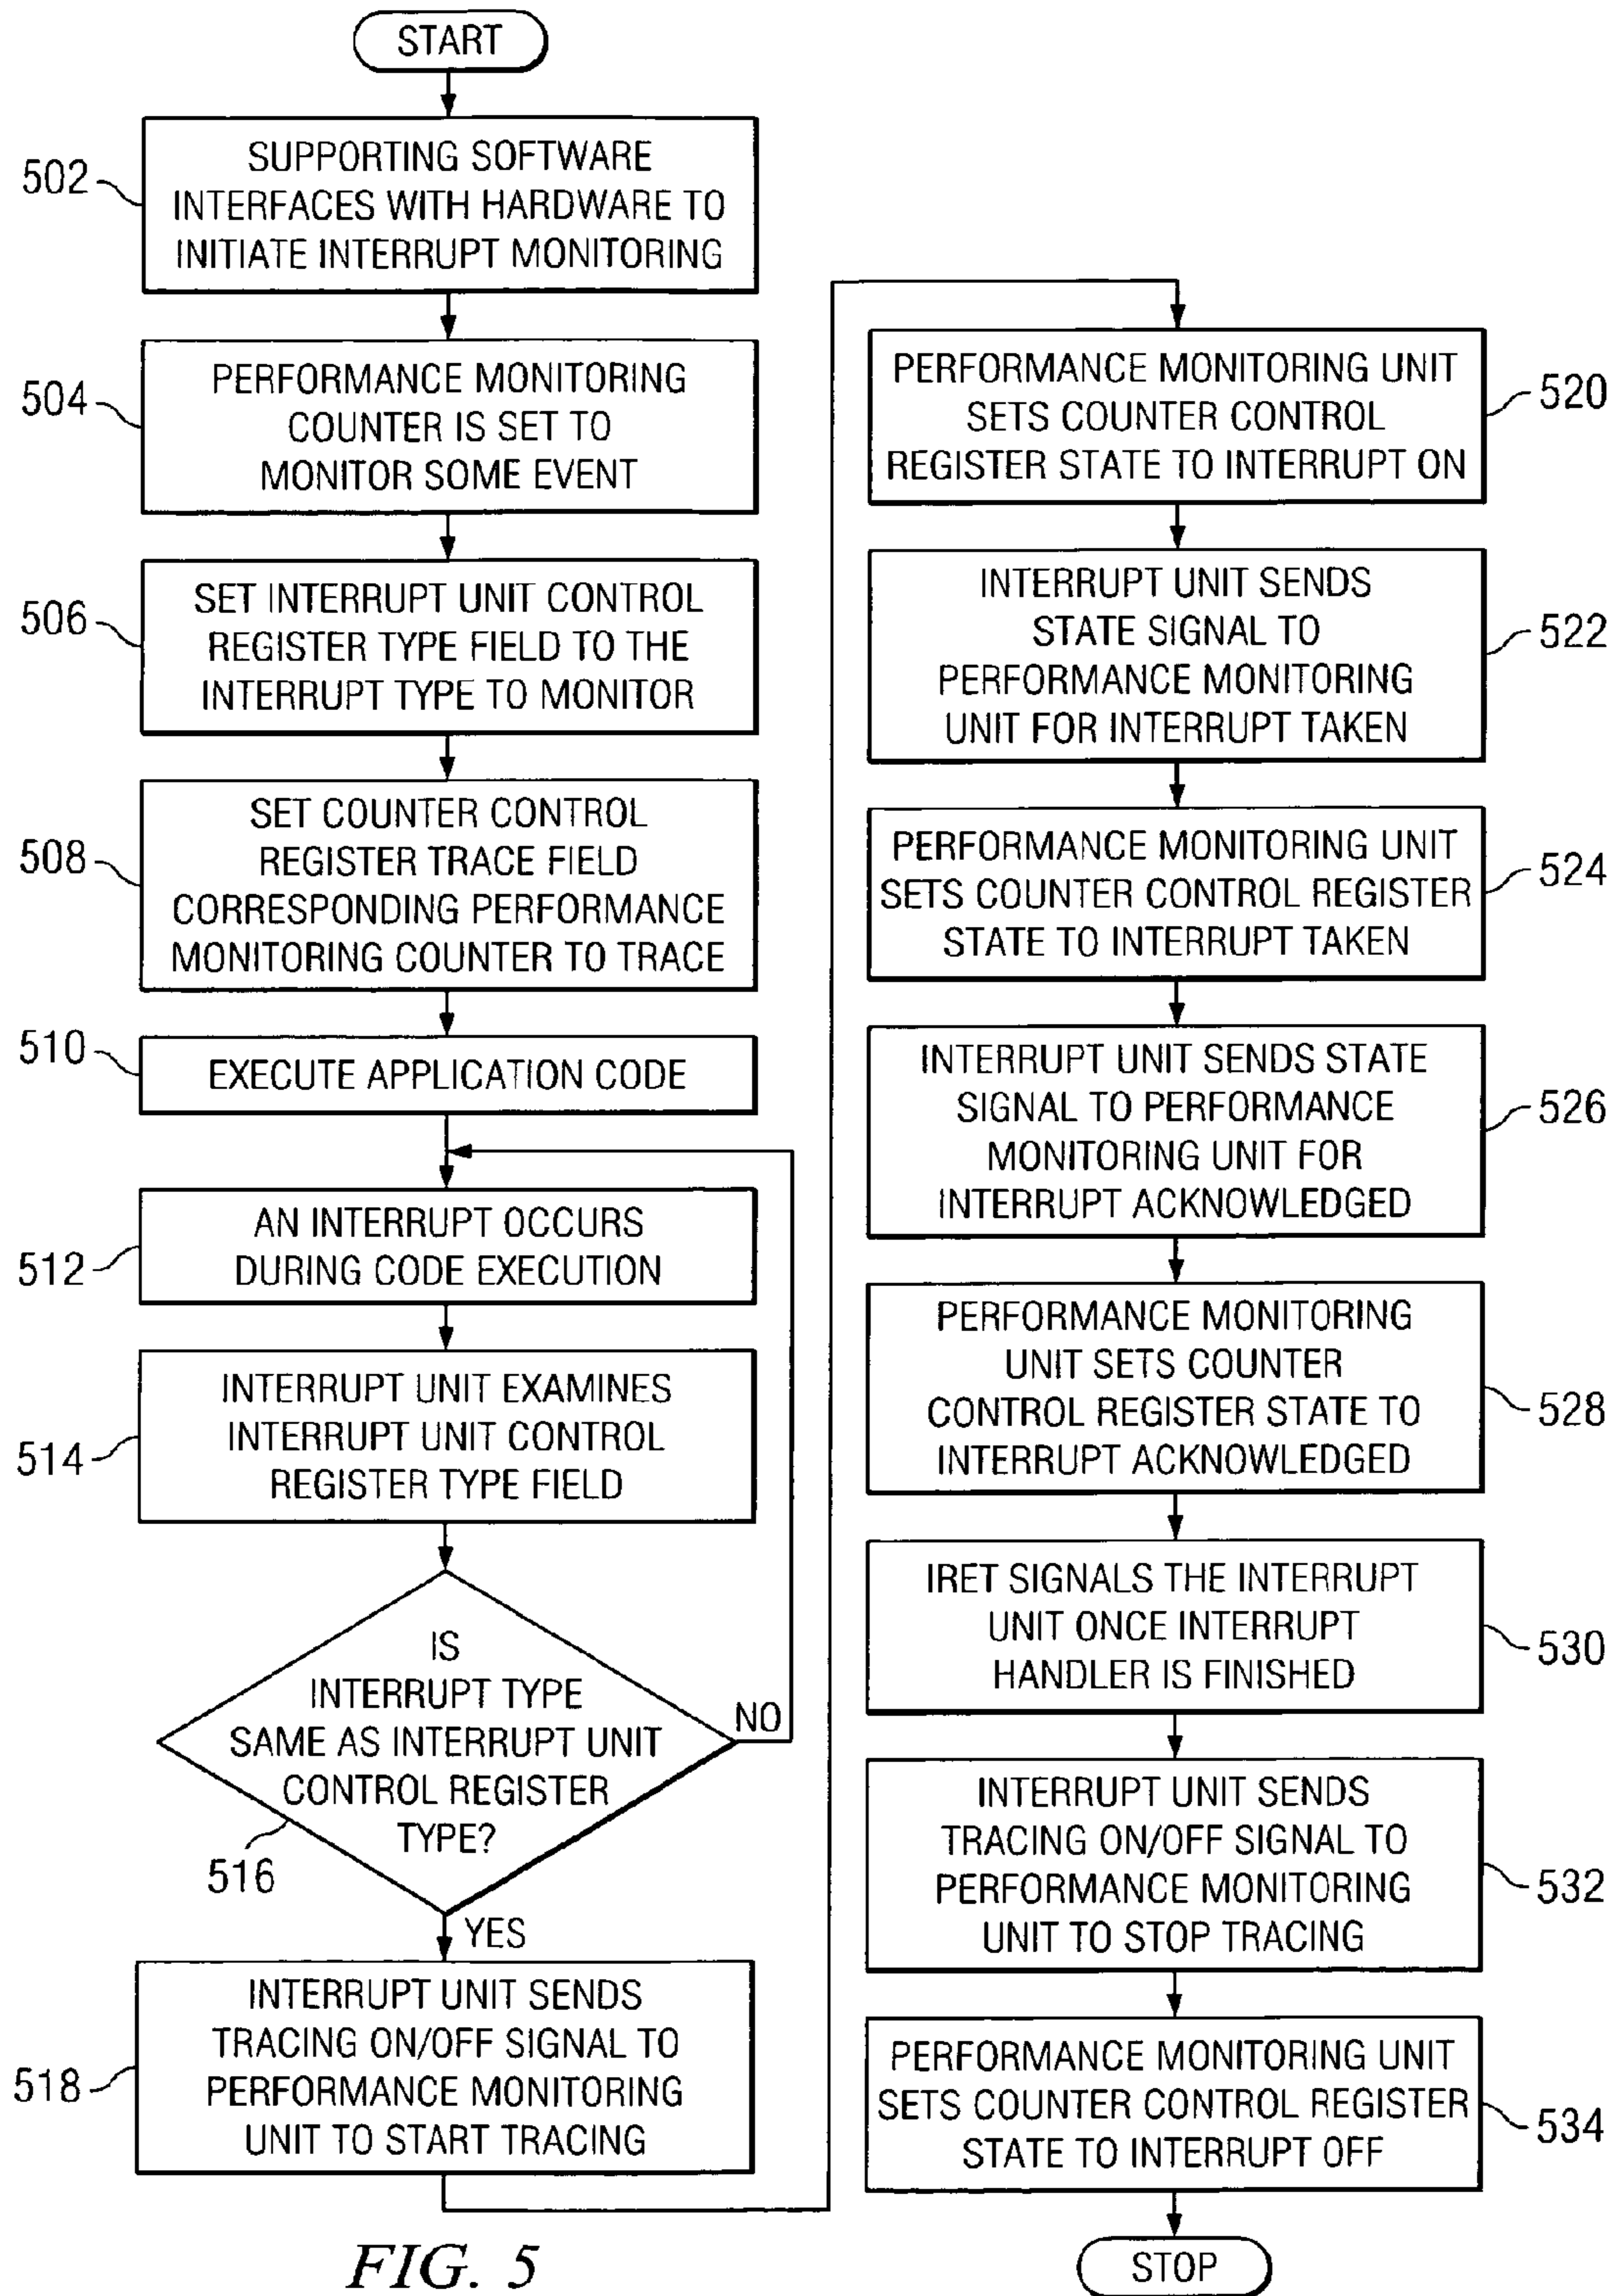 START
502
SUPPORTING SOFTWARE
INTERFACES WITH HARDWARE TO
INITIATE INTERRUPT MONITORING
504
PERFORMANCE MONITORING
COUNTER IS SET TO
MONITOR SOME EVENT
506
SET INTERRUPT UNIT CONTROL
REGISTER TYPE FIELD TO THE
INTERRUPT TYPE TO MONITOR
508
SET COUNTER CONTROL
REGISTER TRACE FIELD
CORRESPONDING PERFORMANCE
MONITORING COUNTER TO TRACE
510
EXECUTE APPLICATION CODE
512
AN INTERRUPT OCCURS
DURING CODE EXECUTION
514
INTERRUPT UNIT EXAMINES
INTERRUPT UNIT CONTROL
REGISTER TYPE FIELD
IS
INTERRUPT TYPE
SAME AS INTERRUPT UNIT
CONTROL REGISTER
TYPE?
516
NO
YES
518
INTERRUPT UNIT SENDS
TRACING ON/OFF SIGNAL TO
PERFORMANCE MONITORING
UNIT TO START TRACING
PERFORMANCE MONITORING UNIT
SETS COUNTER CONTROL
REGISTER STATE TO INTERRUPT ON
520
INTERRUPT UNIT SENDS
STATE SIGNAL TO
PERFORMANCE MONITORING
UNIT FOR INTERRUPT TAKEN
522
PERFORMANCE MONITORING UNIT
SETS COUNTER CONTROL REGISTER
STATE TO INTERRUPT TAKEN
524
INTERRUPT UNIT SENDS STATE
SIGNAL TO PERFORMANCE
MONITORING UNIT FOR
INTERRUPT ACKNOWLEDGED
526
PERFORMANCE MONITORING
UNIT SETS COUNTER
CONTROL REGISTER STATE TO
INTERRUPT ACKNOWLEDGED
528
IRET SIGNALS THE INTERRUPT
UNIT ONCE INTERRUPT
HANDLER IS FINISHED
530
INTERRUPT UNIT SENDS
TRACING ON/OFF SIGNAL TO
PERFORMANCE MONITORING
UNIT TO STOP TRACING
532
PERFORMANCE MONITORING UNIT
SETS COUNTER CONTROL REGISTER
STATE TO INTERRUPT OFF
534
STOP
FIG. 5